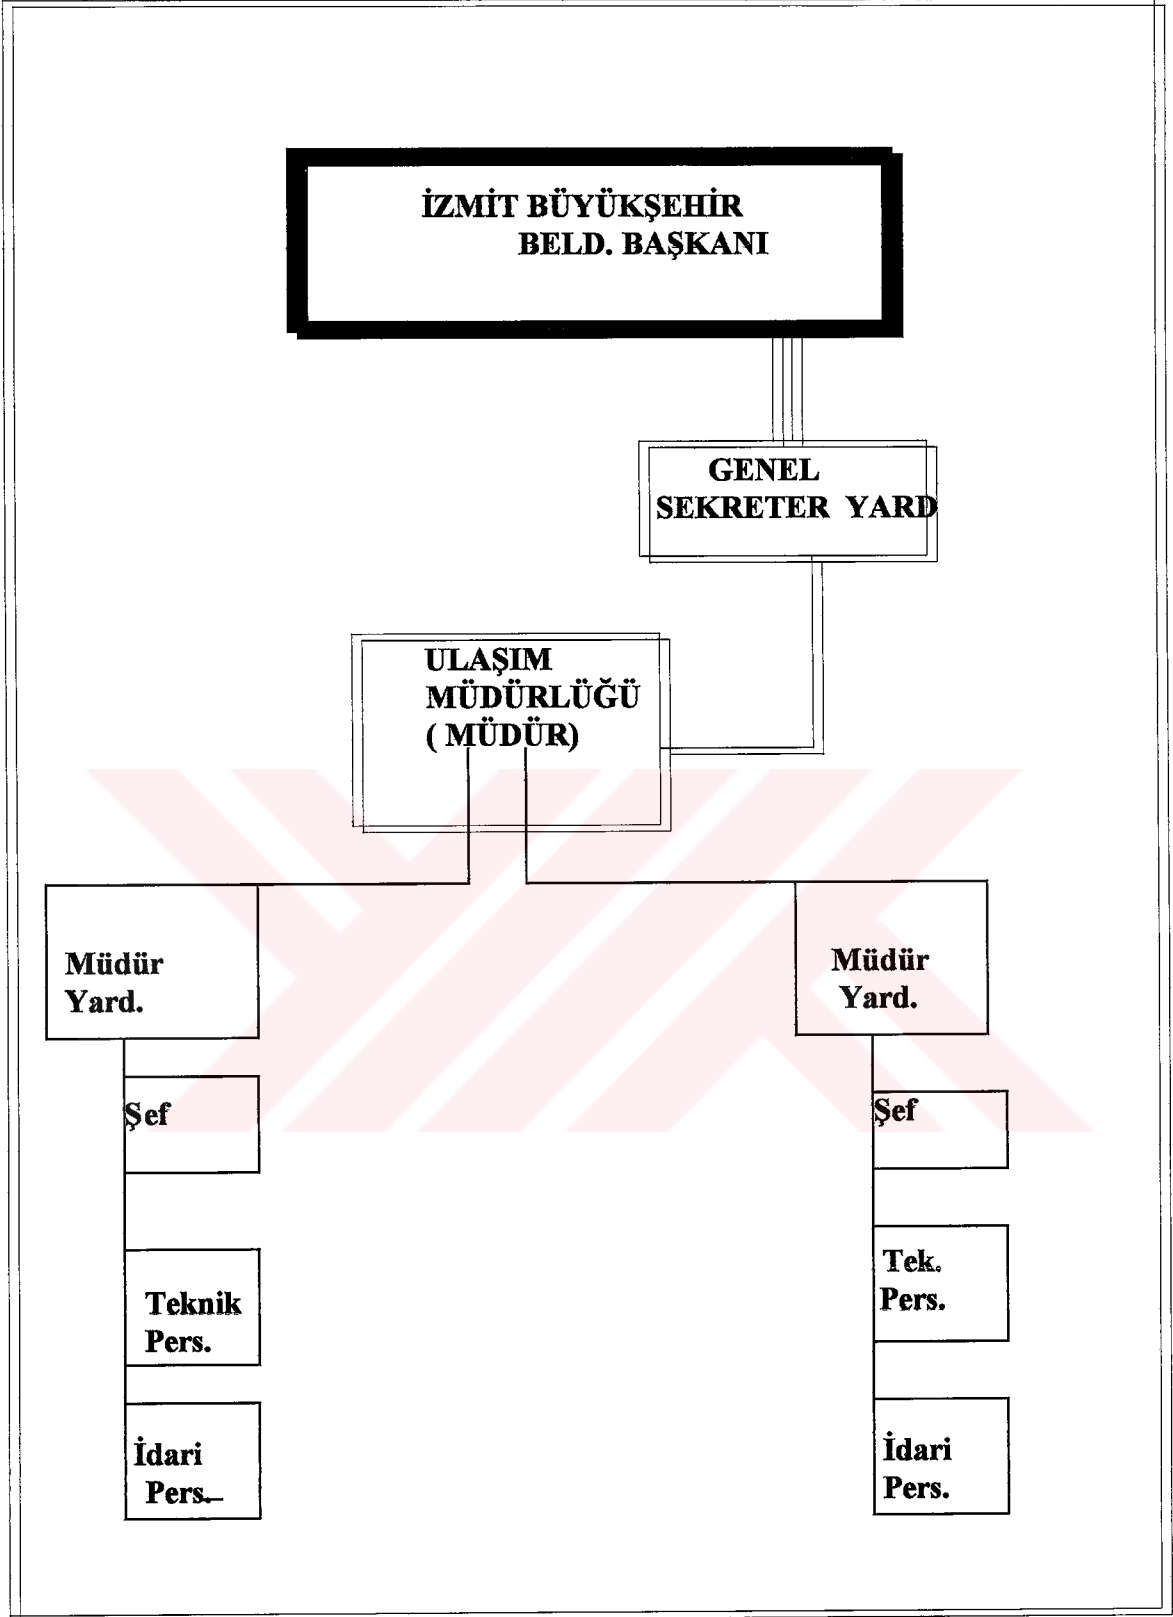 İZMİT BÜYÜKŞEHİR
BELD. BAŞKANI
GENEL
SEKRETER YARD
ULAŞIM
MÜDÜRLÜĞÜ
( MÜDÜR)
Müdür
Yard.
Şef
Teknik
Pers.
İdari
Pers.
Müdür
Yard.
Şef
Tek.
Pers.
İdari
Pers.